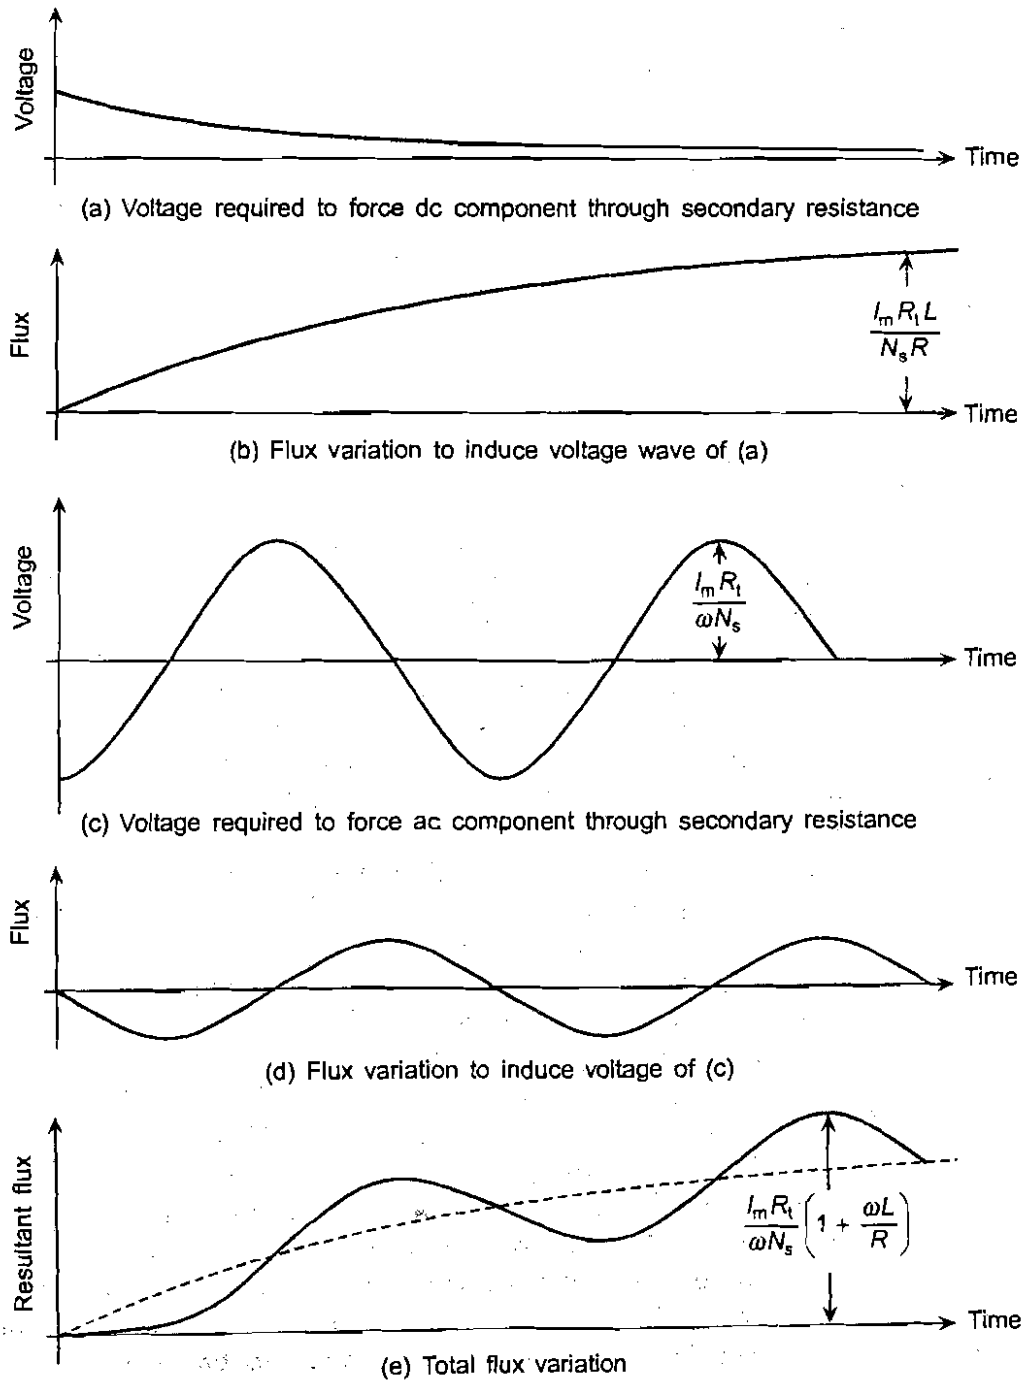 Voltage
Time
(a) Voltage required to force dc component through secondary resistance
Flux
I_m R_t L
N_s R
Time
(b) Flux variation to induce voltage wave of (a)
Voltage
I_m R_t
ωN_s
Time
(c) Voltage required to force ac component through secondary resistance
Flux
Time
(d) Flux variation to induce voltage of (c)
Resultant flux
I_m R_t
ωN_s
(1 + ωL/R)
Time
(e) Total flux variation